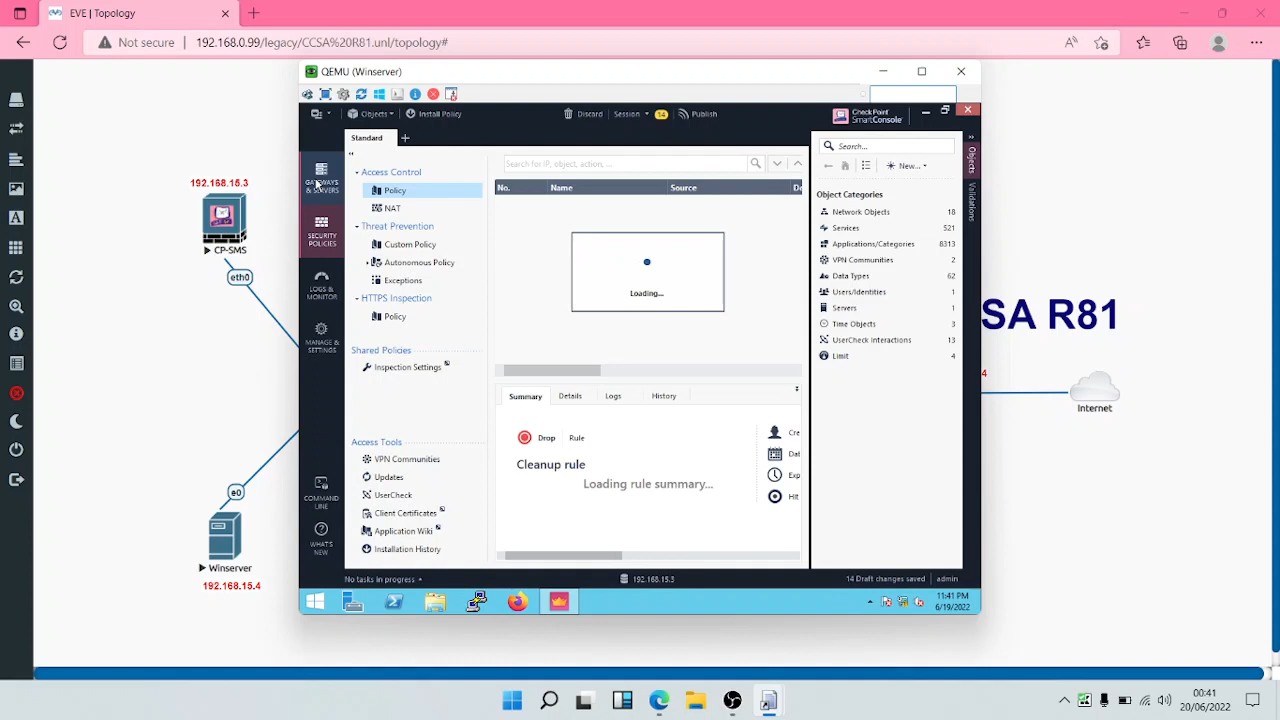 EVE | Topology
Not secure
192.168.0.99/legacy/CCSA%20R81.unl/topology#
QEMU (Winserver)
Objects
Install Policy
Discard
Session
14
Publish
Check Point
SmartConsole
Standard
GATEWAYS
& SERVERS
SECURITY
POLICIES
LOGS &
MONITOR
MANAGE &
SETTINGS
COMMAND
LINE
WHAT'S
NEW
Access Control
Policy
NAT
Threat Prevention
Custom Policy
Autonomous Policy
Exceptions
HTTPS Inspection
Policy
Shared Policies
Inspection Settings
Access Tools
VPN Communities
Updates
UserCheck
Client Certificates
Application Wiki
Installation History
Search for IP, object, action, ...
No.
Name
Source
Loading...
Summary
Details
Logs
History
Drop
Rule
Cleanup rule
Loading rule summary...
Cre
Dat
Exp
Hit
Search...
New...
Object Categories
Network Objects 18
Services 521
Applications/Categories 8313
VPN Communities 2
Data Types 62
Users/Identities 1
Servers 1
Time Objects 3
UserCheck Interactions 13
Limit 4
Objects
Validations
No tasks in progress
192.168.15.3
14 Draft changes saved
admin
11:41 PM
6/19/2022
192.168.15.3
CP-SMS
eth0
e0
Winserver
192.168.15.4
SA R81
4
Internet
00:41
20/06/2022